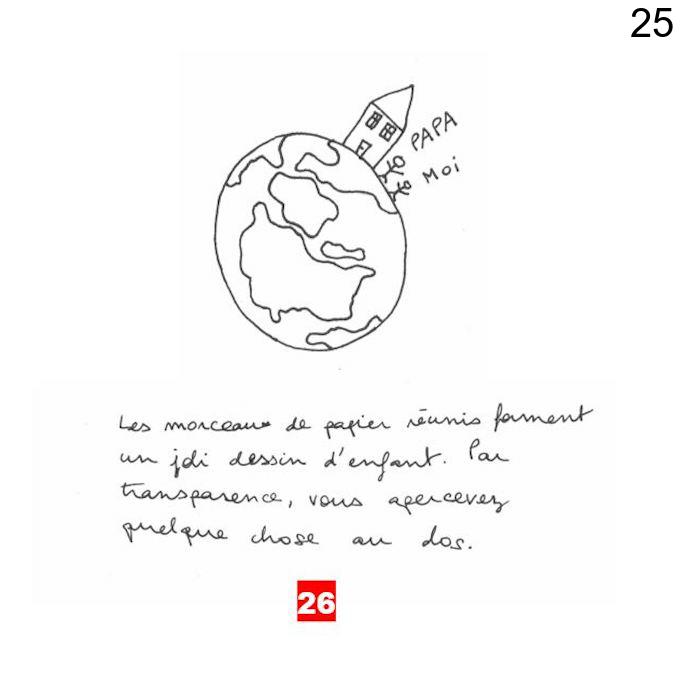 25
PAPA
Moi
Les morceaux de papier réunis forment
un joli dessin d'enfant. Par
transparence, vous apercevez
quelque chose au dos.
26